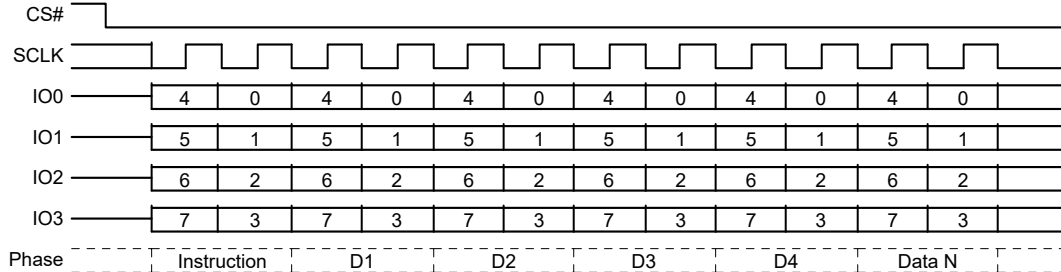 CS#
SCLK
IO0 4 0 4 0 4 0 4 0 4 0 4 0
IO1 5 1 5 1 5 1 5 1 5 1 5 1
IO2 6 2 6 2 6 2 6 2 6 2 6 2
IO3 7 3 7 3 7 3 7 3 7 3 7 3
Phase Instruction D1 D2 D3 D4 Data N